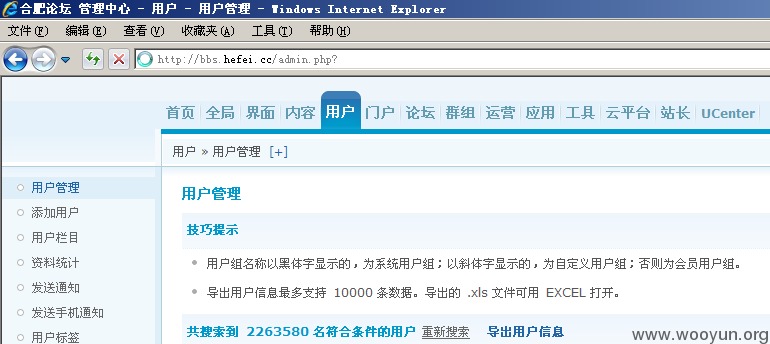 合肥论坛 管理中心 - 用户 - 用户管理 - Windows Internet Explorer
文件(F) 编辑(E) 查看(V) 收藏夹(A) 工具(T) 帮助(H)
http://bbs.hefei.cc/admin.php?
首页 全局 界面 内容 用户 门户 论坛 群组 运营 应用 工具 云平台 站长 UCenter
用户 » 用户管理 [+]
用户管理
添加用户
用户栏目
资料统计
发送通知
发送手机通知
用户标签
用户管理
技巧提示
用户组名称以黑体字显示的，为系统用户组；以斜体字显示的，为自定义用户组；否则为会员用户组。
导出用户信息最多支持 10000 条数据。导出的 .xls 文件可用 EXCEL 打开。
共搜索到 2263580 名符合条件的用户 重新搜索 导出用户信息
www.wooyun.org